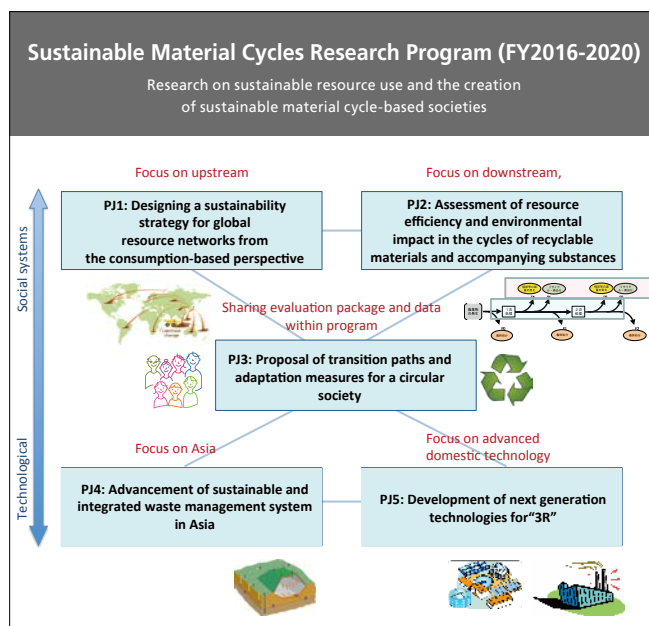 Sustainable Material Cycles Research Program (FY2016-2020)
Research on sustainable resource use and the creation
of sustainable material cycle-based societies
Focus on upstream
Focus on downstream,
Social systems
PJ1: Designing a sustainability
strategy for global
resource networks from
the consumption-based perspective
PJ2: Assessment of resource
efficiency and environmental
impact in the cycles of recyclable
materials and accompanying substances
Sharing evaluation package and data
within program
PJ3: Proposal of transition paths and
adaptation measures for a circular
society
Technological
Focus on Asia
Focus on advanced
domestic technology
PJ4: Advancement of sustainable and
integrated waste management system
in Asia
PJ5: Development of next generation
technologies for“3R”